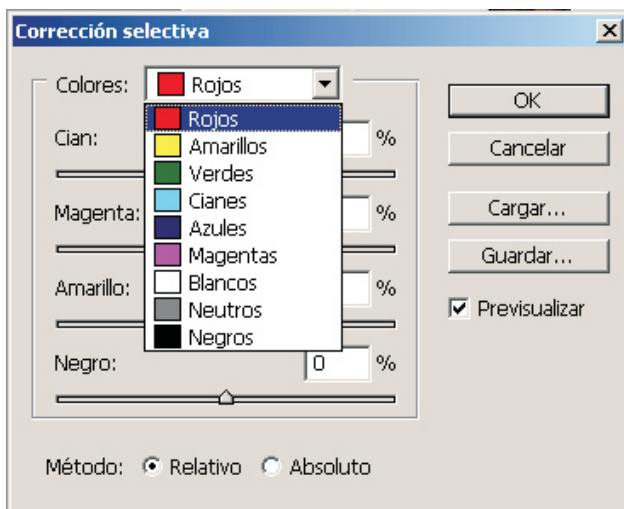 Corrección selectiva
Colores: Rojos
Rojos
Amarillos
Verdes
Cianes
Azules
Magentas
Blancos
Neutros
Negros
Cian: %
Magenta: %
Amarillo: %
Negro: 0 %
Método: Relativo Absoluto
OK
Cancelar
Cargar...
Guardar...
Previsualizar